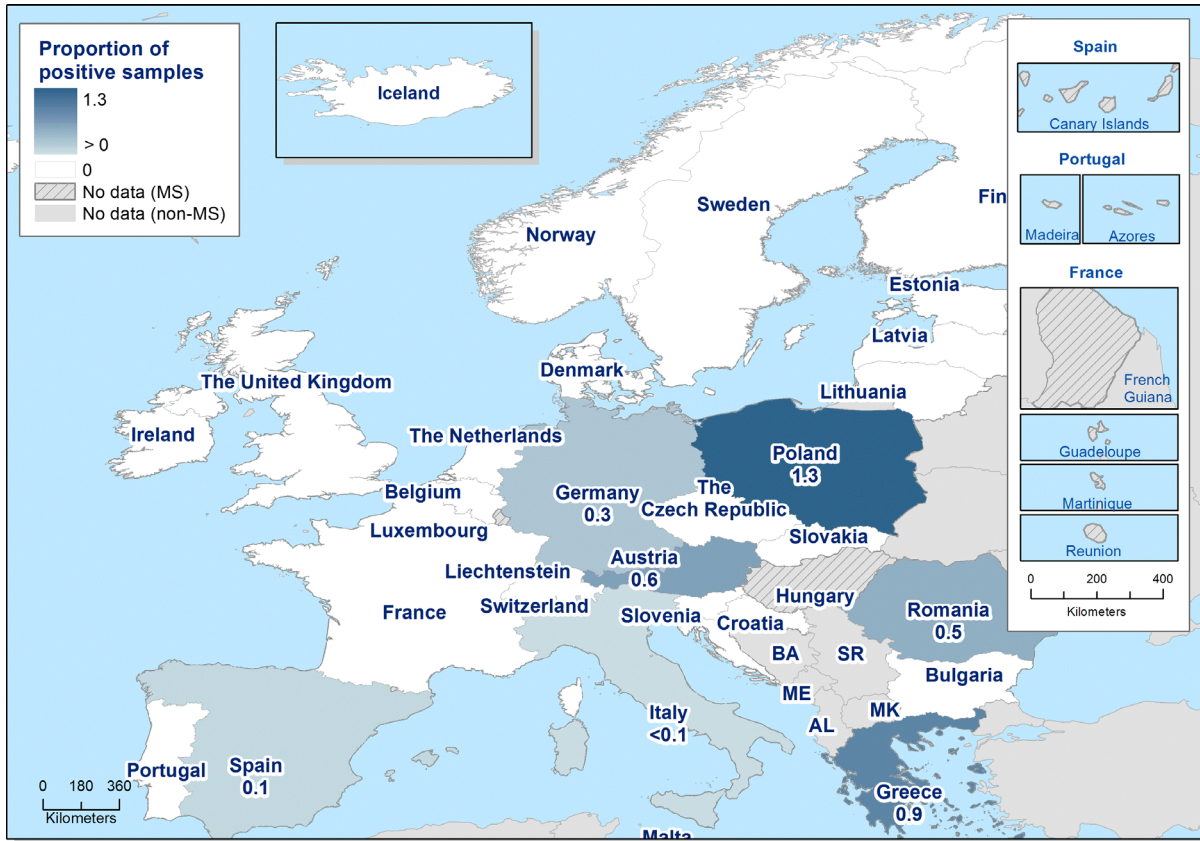 Proportion of
positive samples
1.3
> 0
0
No data (MS)
No data (non-MS)
Iceland
Spain
Canary Islands
Portugal
Madeira
Azores
France
French
Guiana
Guadeloupe
Martinique
Reunion
0 200 400
Kilometers
Norway
Sweden
Fin
Estonia
Latvia
Lithuania
Denmark
The United Kingdom
Ireland
The Netherlands
Belgium
Luxembourg
Germany
0.3
Poland
1.3
The
Czech Republic
Slovakia
Austria
0.6
Liechtenstein
Switzerland
France
Hungary
Slovenia
Croatia
Romania
0.5
BA
SR
Bulgaria
ME
MK
AL
Italy
<0.1
Portugal
Spain
0.1
Greece
0.9
Malta
0 180 360
Kilometers